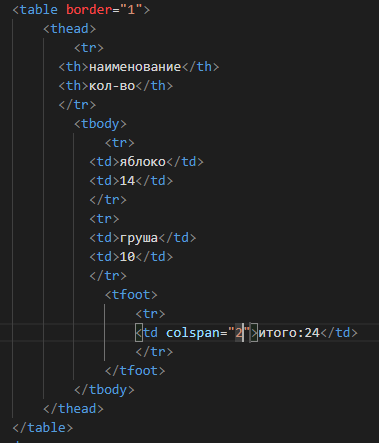 <table border="1">
<thead>
<tr>
<th>наименование</th>
<th>кол-во</th>
</tr>
<tbody>
<tr>
<td>яблоко</td>
<td>14</td>
</tr>
<tr>
<td>груша</td>
<td>10</td>
</tr>
<tfoot>
<tr>
<td colspan="2">итого:24</td>
</tr>
</tfoot>
</tbody>
</thead>
</table>